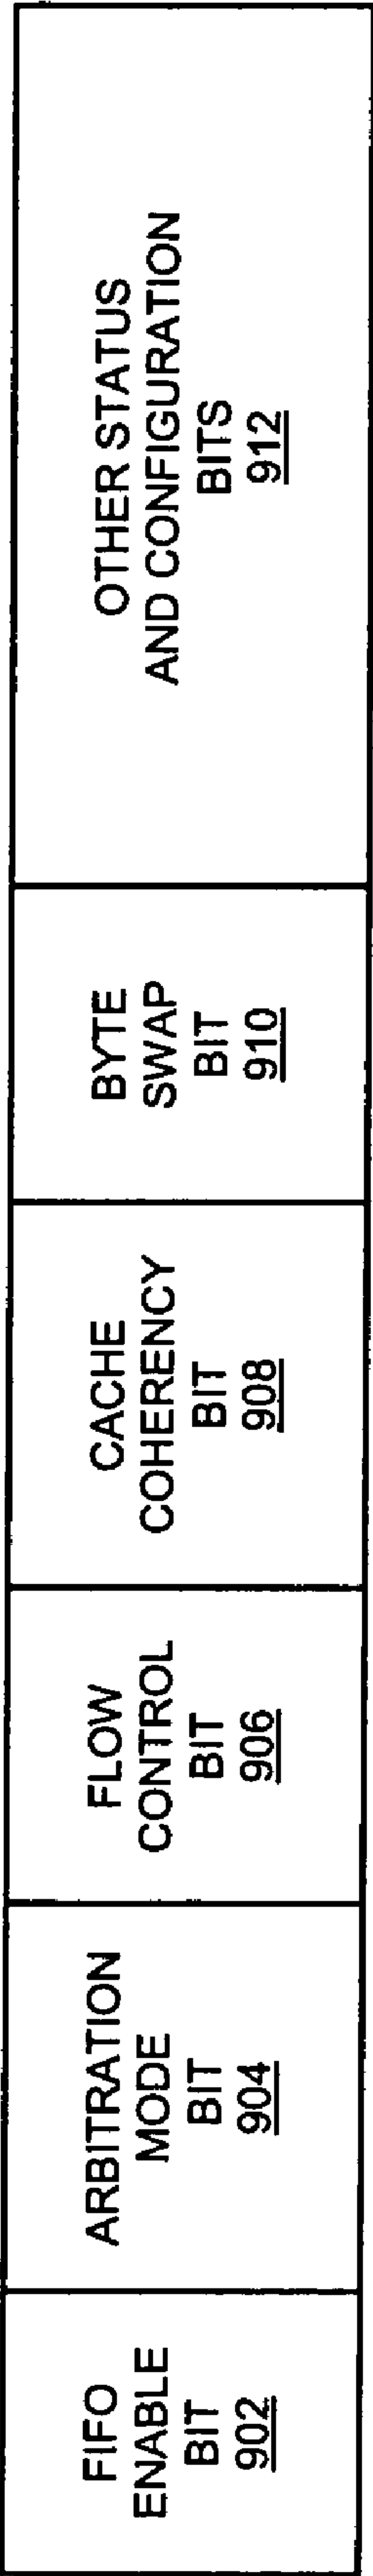 FIFO
ENABLE
BIT
902
ARBITRATION
MODE
BIT
904
FLOW
CONTROL
BIT
906
CACHE
COHERENCY
BIT
908
BYTE
SWAP
BIT
910
OTHER STATUS
AND CONFIGURATION
BITS
912